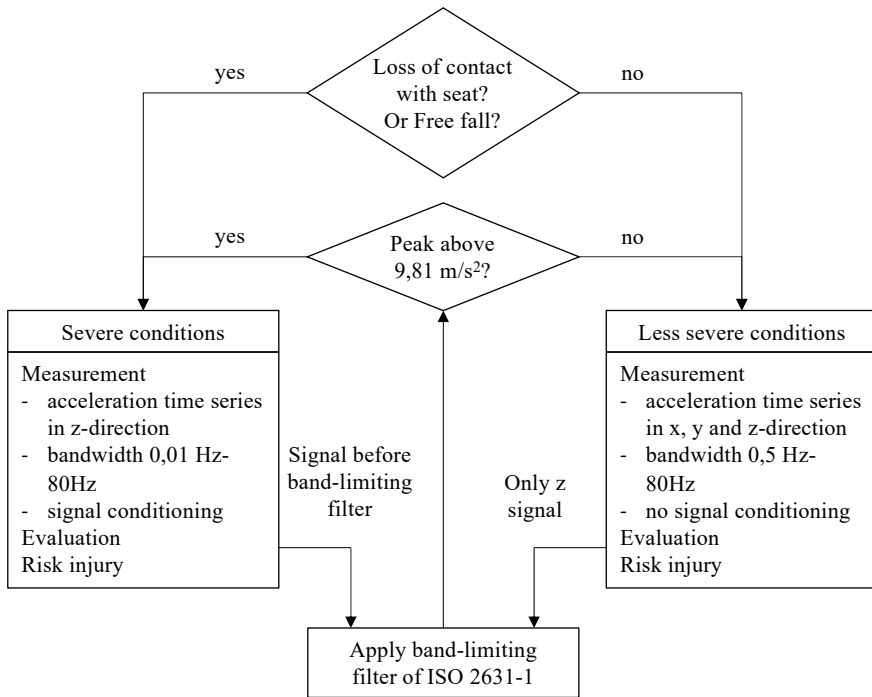 yes
Loss of contact
with seat?
Or Free fall?
no
yes
Peak above
9,81 m/s²?
no
Severe conditions
Measurement
- acceleration time series
in z-direction
- bandwidth 0,01 Hz-
80Hz
- signal conditioning
Evaluation
Risk injury
Signal before
band-limiting
filter
Only z
signal
Less severe conditions
Measurement
- acceleration time series
in x, y and z-direction
- bandwidth 0,5 Hz-
80Hz
- no signal conditioning
Evaluation
Risk injury
Apply band-limiting
filter of ISO 2631-1